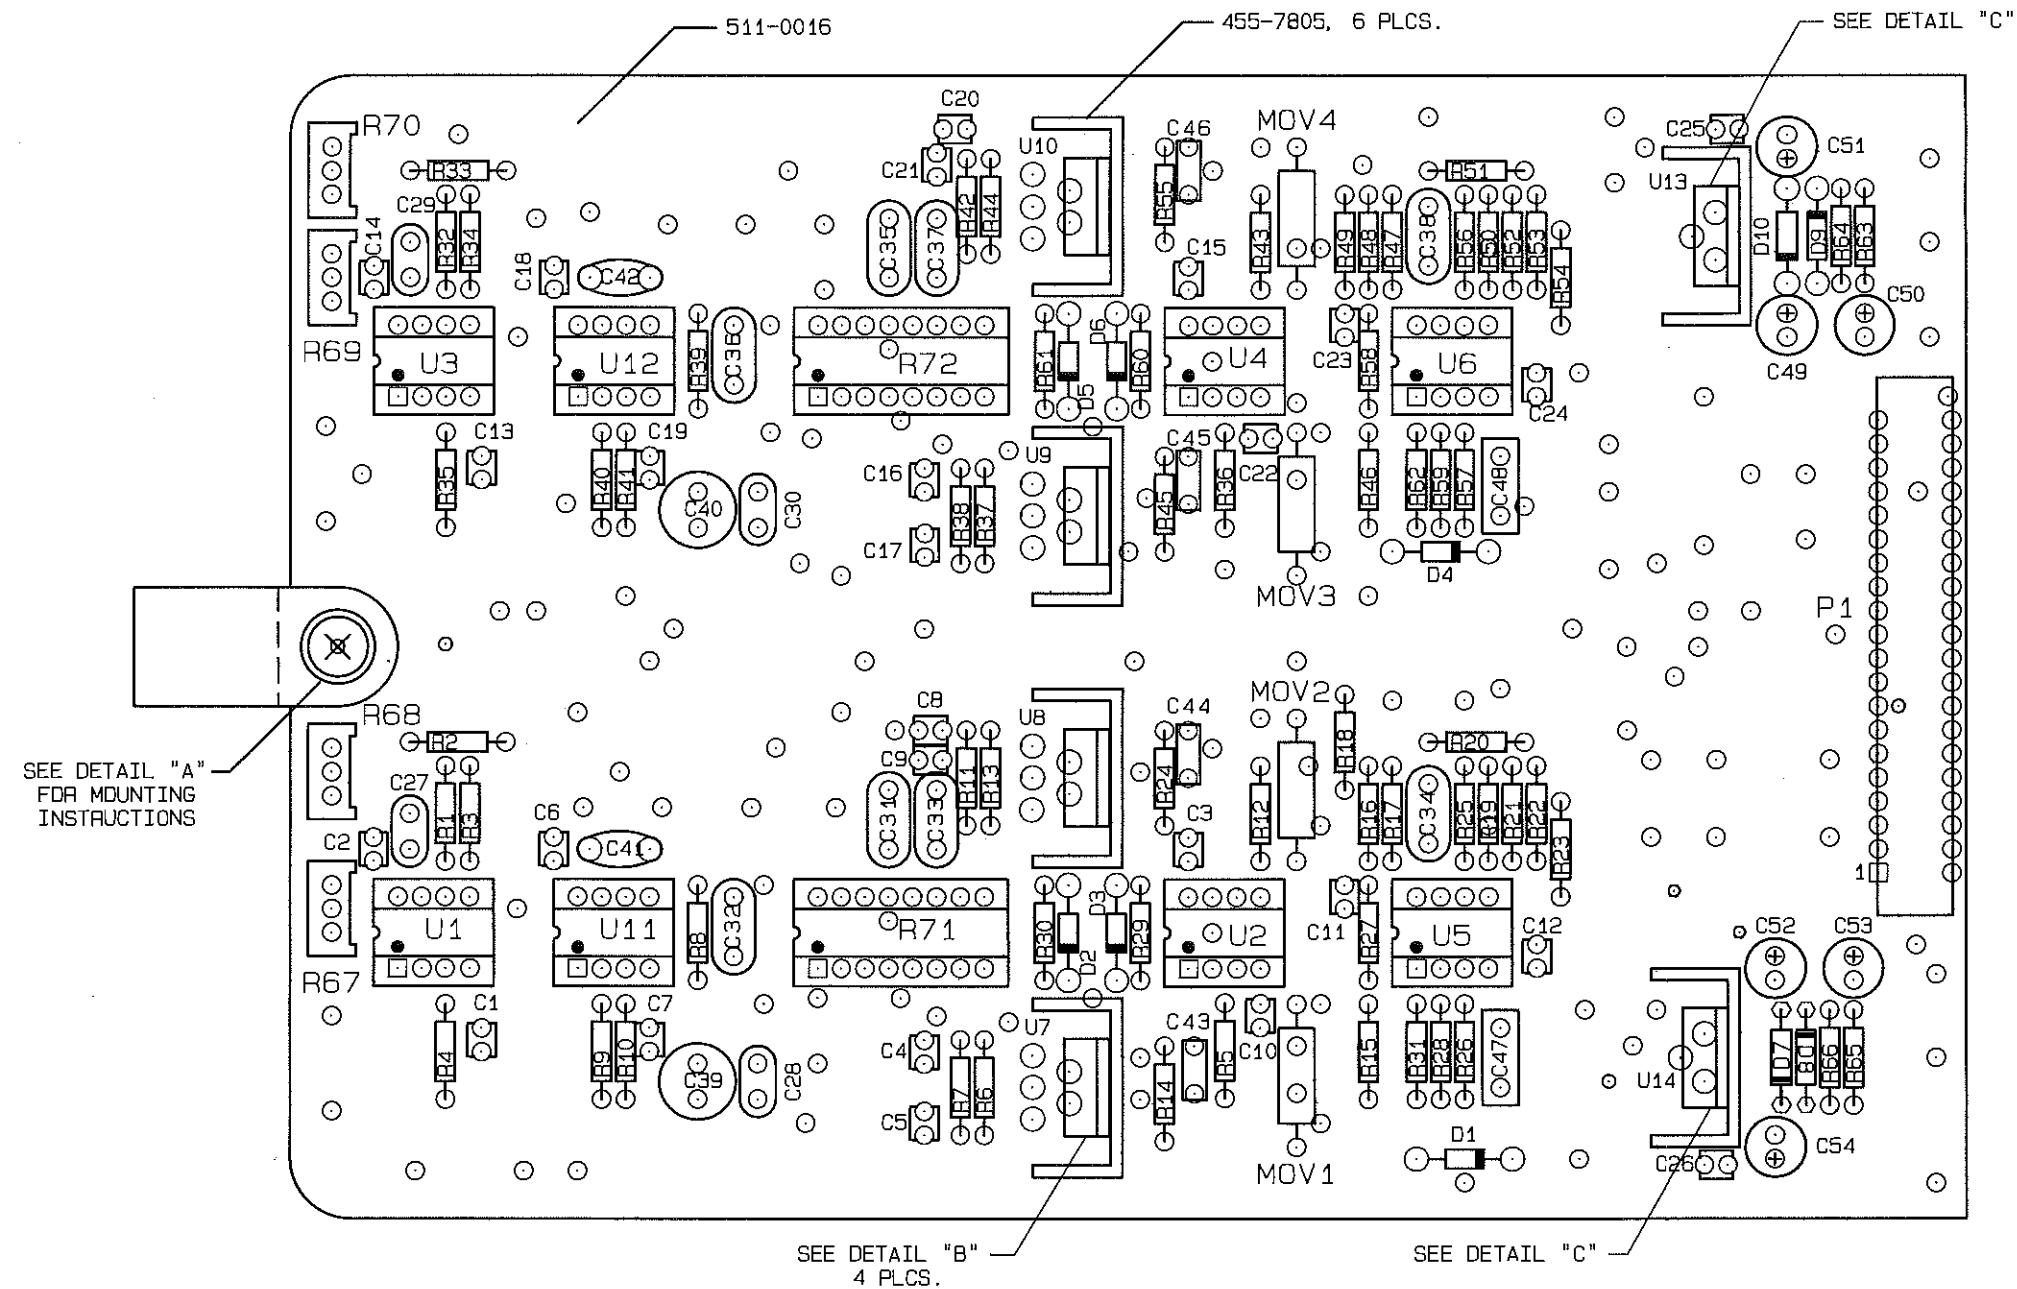 511-0016
455-7805, 6 PLCS.
SEE DETAIL "C"
C20
R70
MOV4
C46
C25
C51
U10
R33
C21
R51
U13
C29
C14
R32
R34
R42
R44
R55
C35
C37
R43
R49
R48
R47
C38
R56
R50
R52
R53
D10
D9
R64
R63
C18
C42
C15
R54
C50
R69
U3
U12
R39
C36
R72
R61
D6
R60
U4
C23
R58
U6
C49
D5
C24
C13
C19
C16
U9
C45
R35
R40
R41
C40
C30
R38
R37
R45
R36
C22
R46
R62
R59
R57
C48
C17
D4
MOV3
P1
R68
C8
U8
C44
MOV2
R18
R2
R20
SEE DETAIL "A"
FOR MOUNTING
INSTRUCTIONS
C27
C9
R11
R13
R24
C2
R1
R3
C6
C41
C31
C33
C3
R12
R16
R17
C34
R25
R19
R21
R22
R23
1
R67
U1
U11
R8
C32
R71
R30
D3
R29
U2
C11
R27
U5
C12
C52
C53
D2
C1
C7
U7
C43
R4
R9
R10
C39
C28
C4
R7
R6
R14
R5
C10
R15
R31
R28
R26
C47
U14
D7
D8
R66
R65
C5
D1
C54
MOV1
C26
SEE DETAIL "B"
4 PLCS.
SEE DETAIL "C"